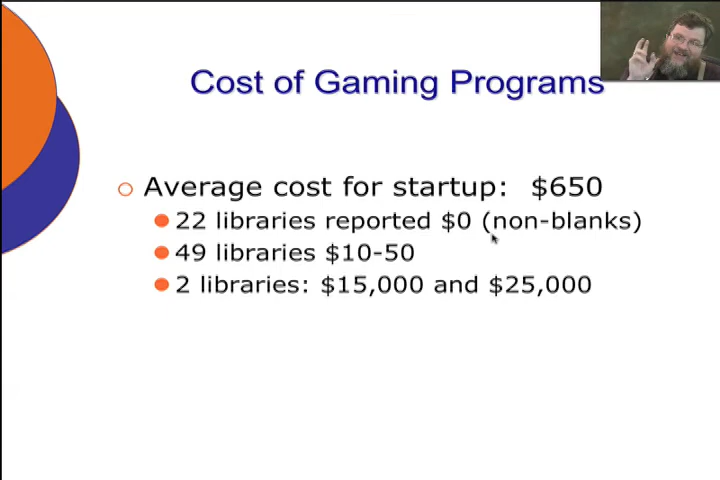 Cost of Gaming Programs
Average cost for startup: $650
22 libraries reported $0 (non-blanks)
49 libraries $10-50
2 libraries: $15,000 and $25,000